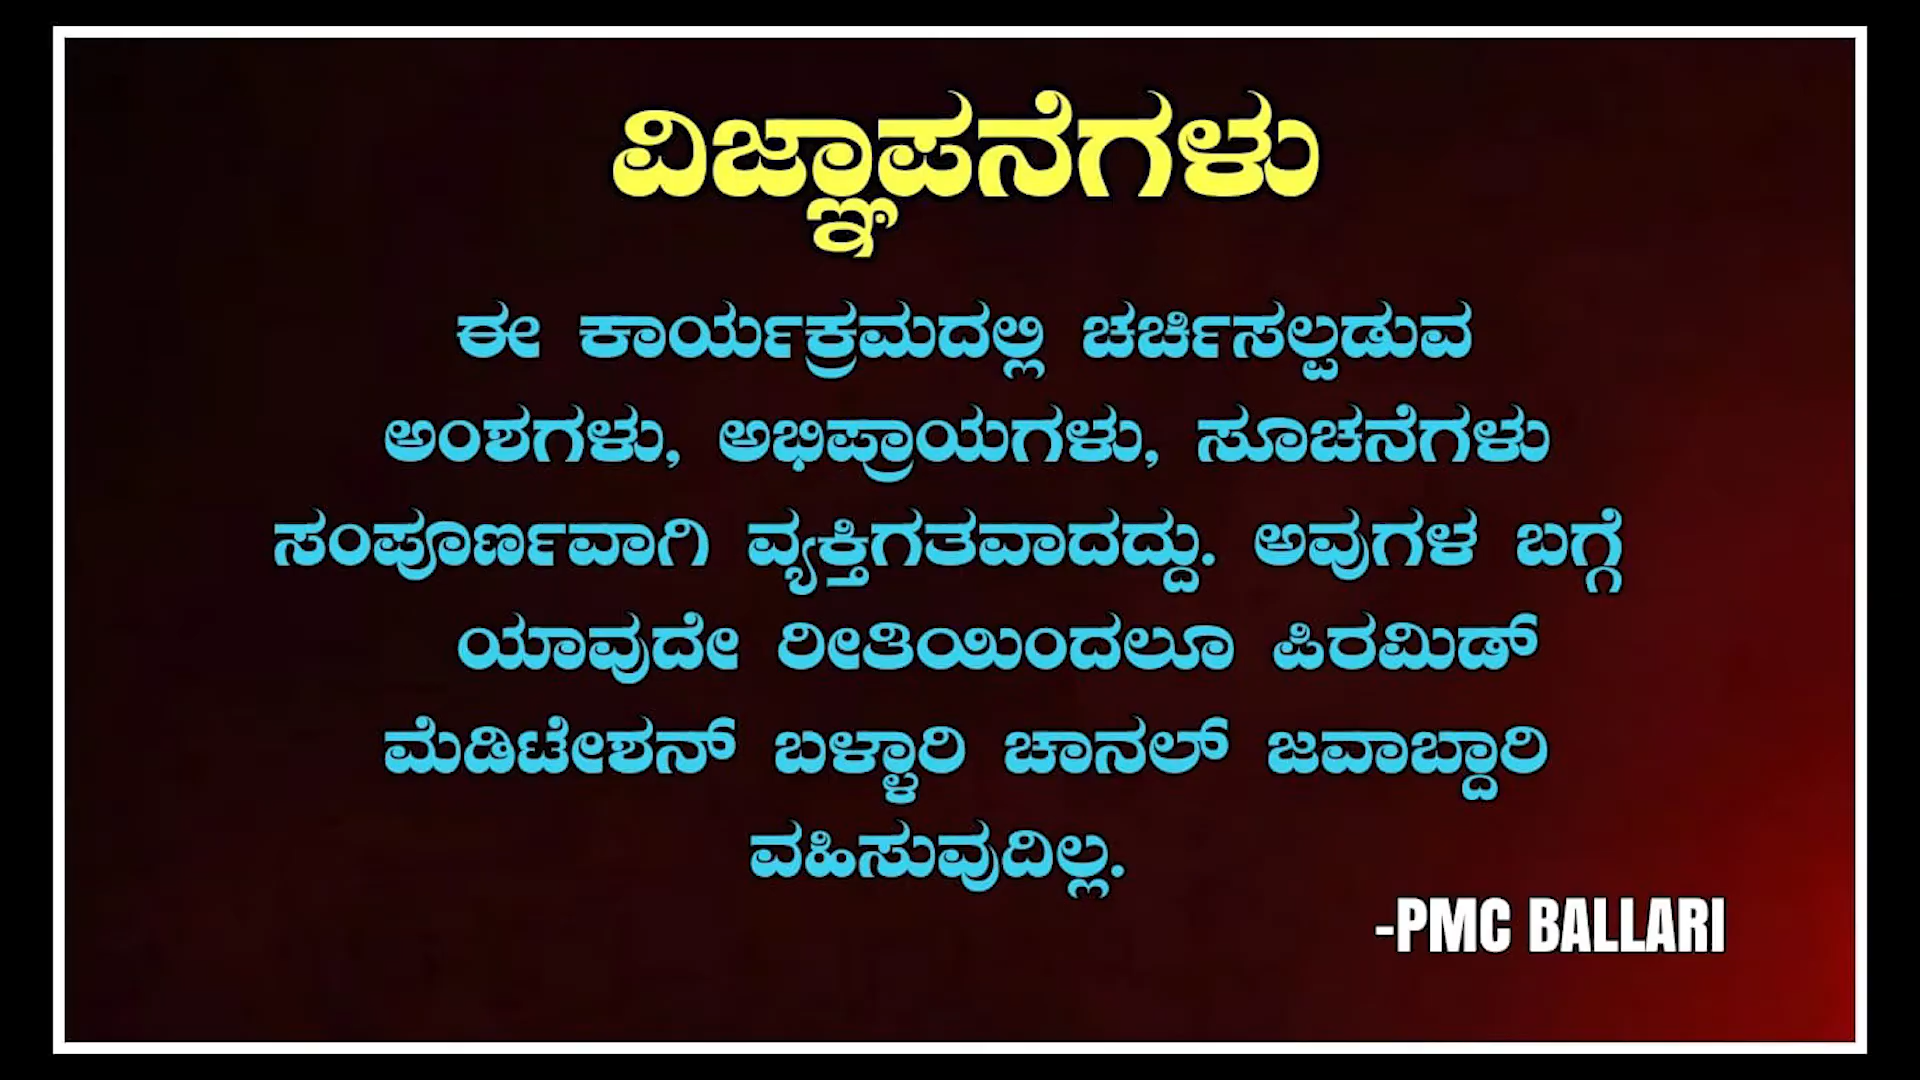 ವಿಜ್ಞಾಪನೆಗಳು
ಈ ಕಾರ್ಯಕ್ರಮದಲ್ಲಿ ಚರ್ಚಿಸಲ್ಪಡುವ
ಅಂಶಗಳು, ಅಭಿಪ್ರಾಯಗಳು, ಸೂಚನೆಗಳು
ಸಂಪೂರ್ಣವಾಗಿ ವ್ಯಕ್ತಿಗತವಾದದ್ದು. ಅವುಗಳ ಬಗ್ಗೆ
ಯಾವುದೇ ರೀತಿಯಿಂದಲೂ ಪಿರಮಿಡ್
ಮೆಡಿಟೇಶನ್ ಬಳ್ಳಾರಿ ಚಾನಲ್ ಜವಾಬ್ದಾರಿ
ವಹಿಸುವುದಿಲ್ಲ.
-PMC BALLARI